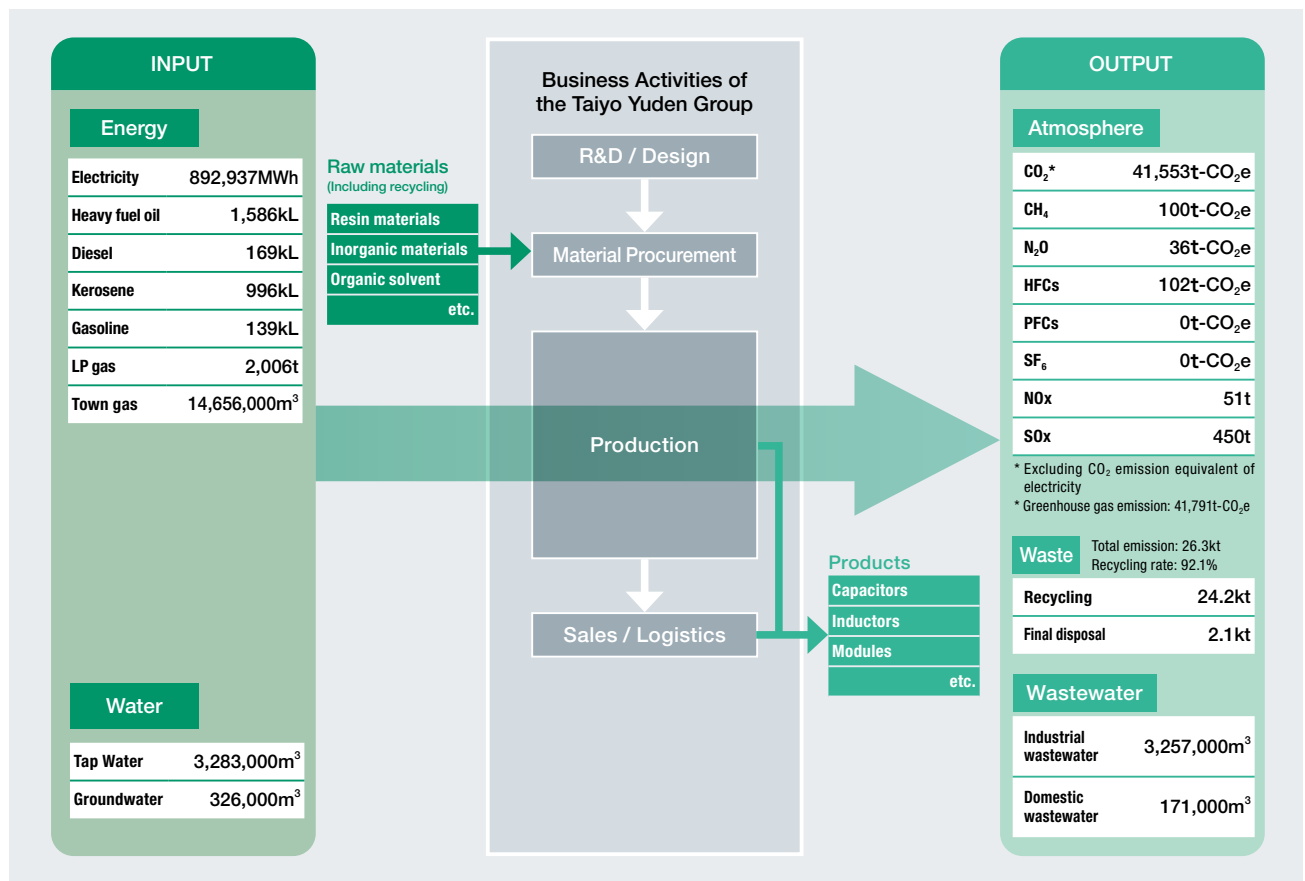 INPUT
Energy
Electricity 892,937MWh
Heavy fuel oil 1,586kL
Diesel 169kL
Kerosene 996kL
Gasoline 139kL
LP gas 2,006t
Town gas 14,656,000m³
Water
Tap Water 3,283,000m³
Groundwater 326,000m³
Raw materials
(Including recycling)
Resin materials
Inorganic materials
Organic solvent
etc.
Business Activities of
the Taiyo Yuden Group
R&D / Design
Material Procurement
Production
Sales / Logistics
Products
Capacitors
Inductors
Modules
etc.
OUTPUT
Atmosphere
CO₂* 41,553t-CO₂e
CH₄ 100t-CO₂e
N₂O 36t-CO₂e
HFCs 102t-CO₂e
PFCs 0t-CO₂e
SF₆ 0t-CO₂e
NOx 51t
SOx 450t
* Excluding CO₂ emission equivalent of
electricity
* Greenhouse gas emission: 41,791t-CO₂e
Waste
Total emission: 26.3kt
Recycling rate: 92.1%
Recycling 24.2kt
Final disposal 2.1kt
Wastewater
Industrial
wastewater 3,257,000m³
Domestic
wastewater 171,000m³